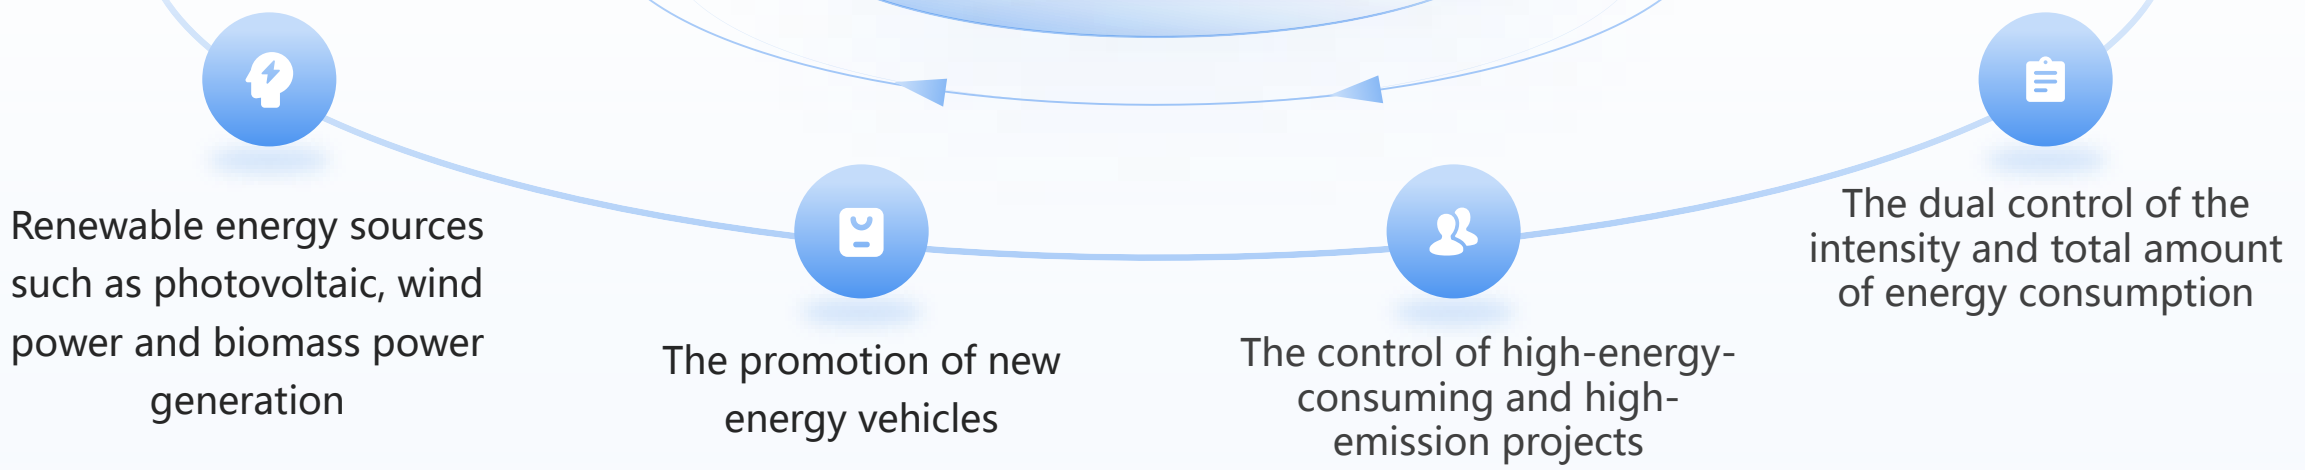 Renewable energy sources
such as photovoltaic, wind
power and biomass power
generation
The promotion of new
energy vehicles
The control of high-energy-
consuming and high-
emission projects
The dual control of the
intensity and total amount
of energy consumption